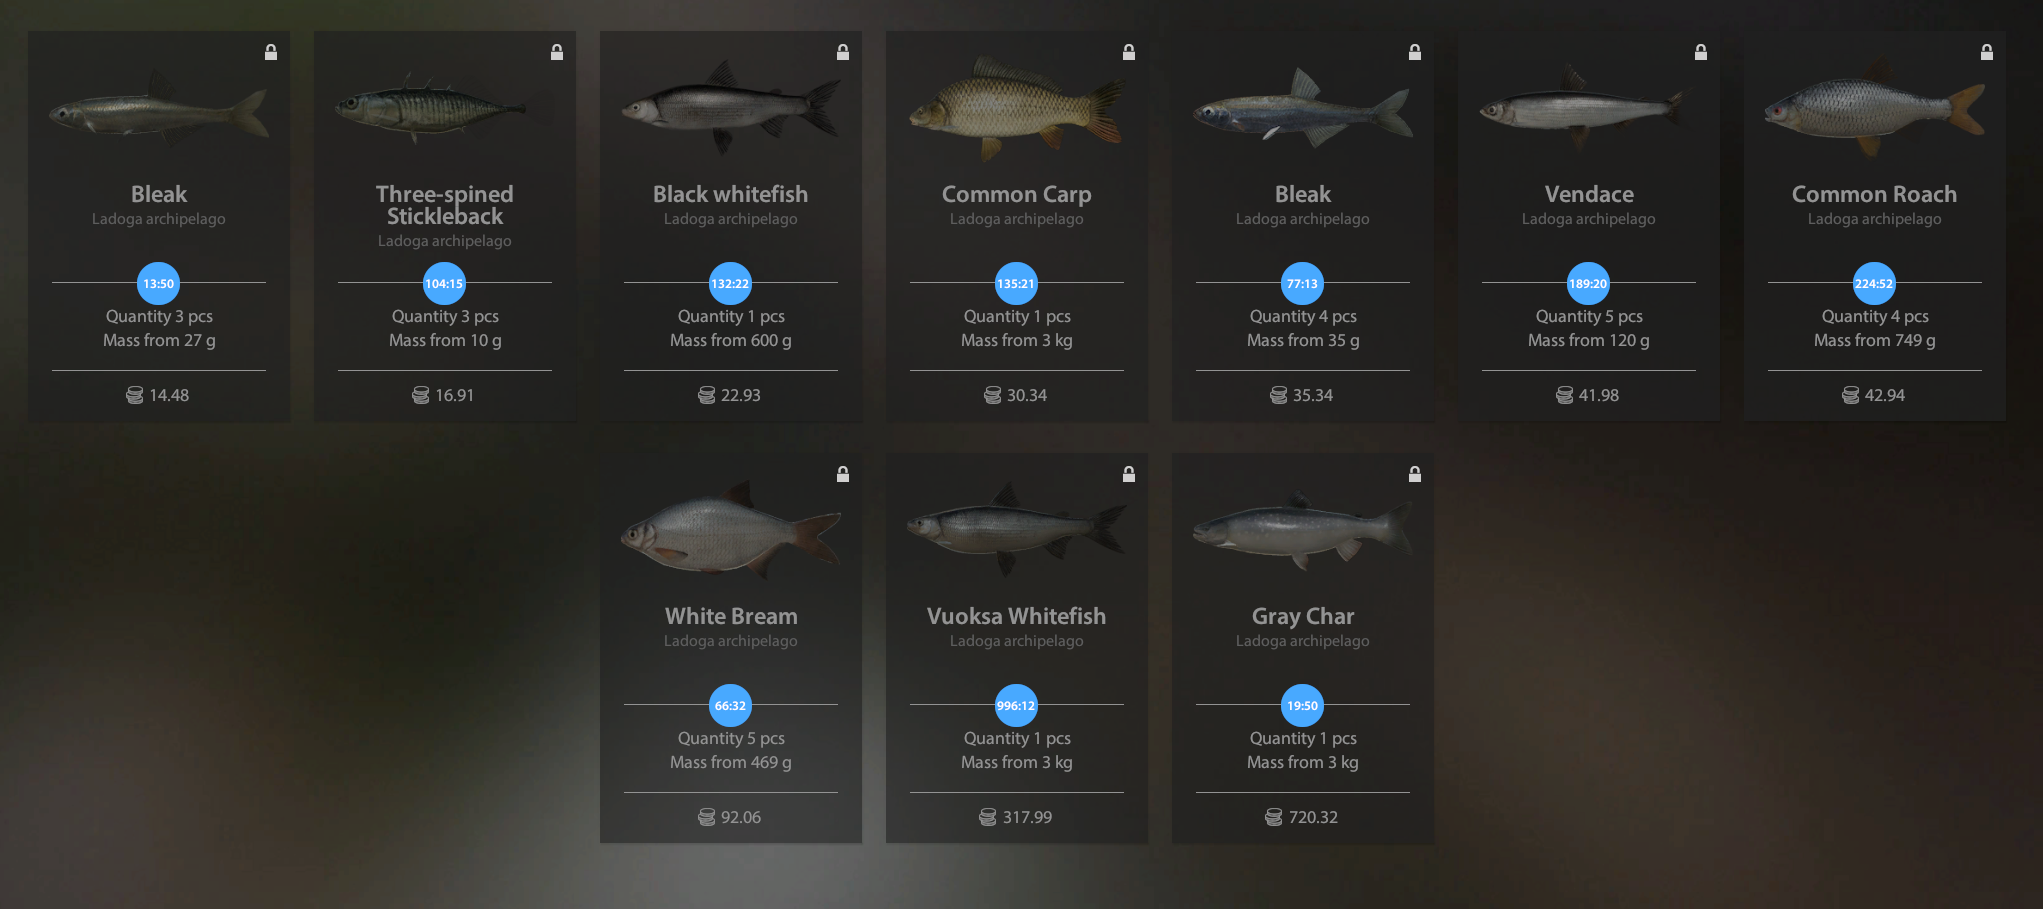 Bleak
Ladoga archipelago
13:50
Quantity 3 pcs
Mass from 27 g
14.48
Three-spined
Stickleback
Ladoga archipelago
104:15
Quantity 3 pcs
Mass from 10 g
16.91
Black whitefish
Ladoga archipelago
132:22
Quantity 1 pcs
Mass from 600 g
22.93
Common Carp
Ladoga archipelago
135:21
Quantity 1 pcs
Mass from 3 kg
30.34
Bleak
Ladoga archipelago
77:13
Quantity 4 pcs
Mass from 35 g
35.34
Vendace
Ladoga archipelago
189:20
Quantity 5 pcs
Mass from 120 g
41.98
Common Roach
Ladoga archipelago
224:52
Quantity 4 pcs
Mass from 749 g
42.94
White Bream
Ladoga archipelago
66:32
Quantity 5 pcs
Mass from 469 g
92.06
Vuoksa Whitefish
Ladoga archipelago
996:12
Quantity 1 pcs
Mass from 3 kg
317.99
Gray Char
Ladoga archipelago
19:50
Quantity 1 pcs
Mass from 3 kg
720.32